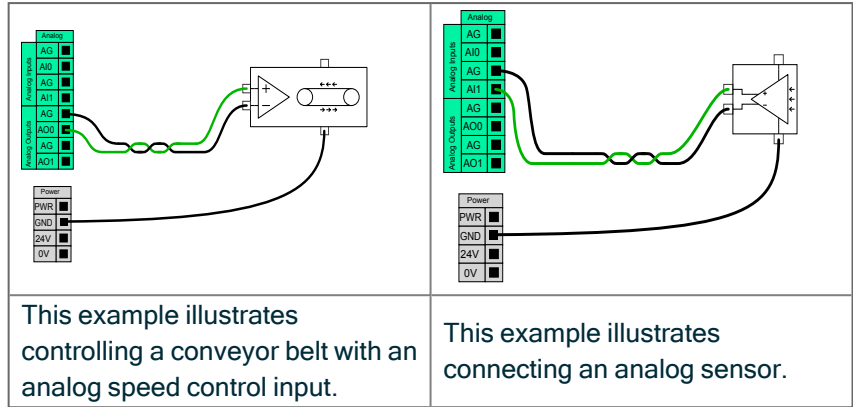 Analog
Analog Inputs
AG
AI0
AG
AI1
Analog Outputs
AG
AO0
AG
AO1
+
−
Power
PWR
GND
24V
0V
This example illustrates
controlling a conveyor belt with an
analog speed control input.
Analog
Analog Inputs
AG
AI0
AG
AI1
Analog Outputs
AG
AO0
AG
AO1
+
-
Power
PWR
GND
24V
0V
This example illustrates
connecting an analog sensor.